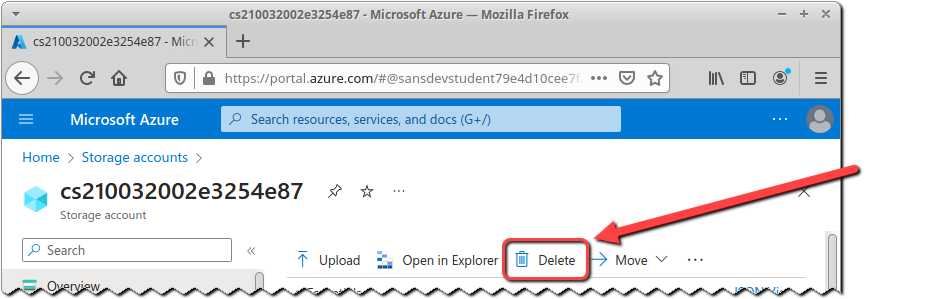 cs210032002e3254e87 - Microsoft Azure — Mozilla Firefox
cs210032002e3254e87 - Micr
https://portal.azure.com/#@sansdevstudent79e4d10cee7f
Microsoft Azure
Search resources, services, and docs (G+/)
Home > Storage accounts >
cs210032002e3254e87
Storage account
Search
Upload Open in Explorer Delete Move
Overview